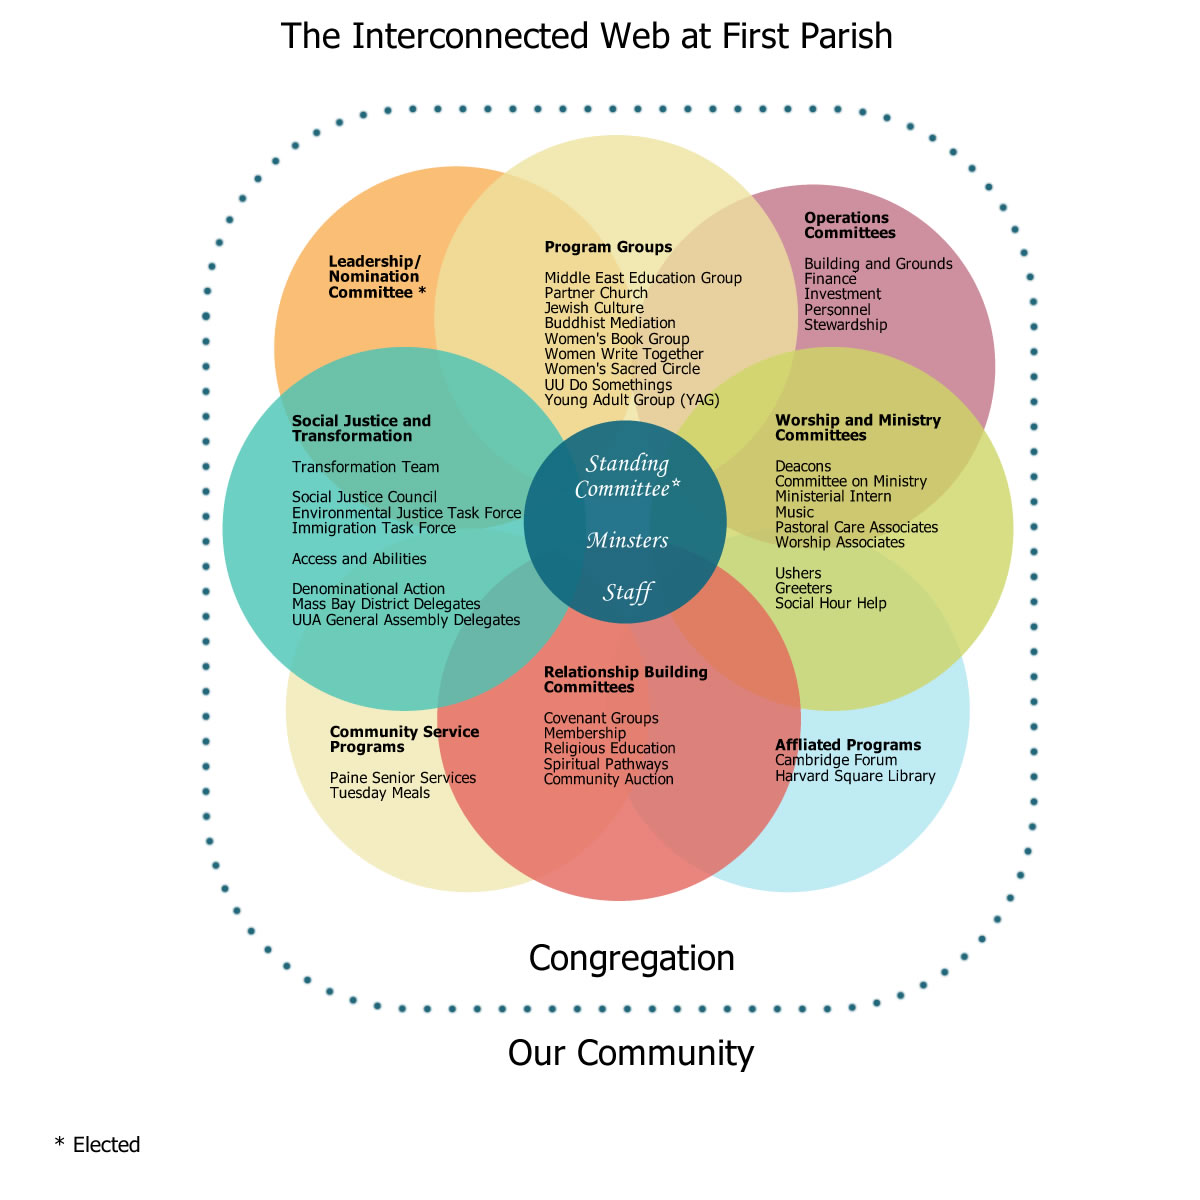 The Interconnected Web at First Parish
Leadership/
Nomination
Committee *
Program Groups
Middle East Education Group
Partner Church
Jewish Culture
Buddhist Mediation
Women's Book Group
Women Write Together
Women's Sacred Circle
UU Do Somethings
Young Adult Group (YAG)
Operations
Committees
Building and Grounds
Finance
Investment
Personnel
Stewardship
Social Justice and
Transformation
Transformation Team
Social Justice Council
Environmental Justice Task Force
Immigration Task Force
Access and Abilities
Denominational Action
Mass Bay District Delegates
UUA General Assembly Delegates
Standing
Committee*
Minsters
Staff
Worship and Ministry
Committees
Deacons
Committee on Ministry
Ministerial Intern
Music
Pastoral Care Associates
Worship Associates
Ushers
Greeters
Social Hour Help
Community Service
Programs
Paine Senior Services
Tuesday Meals
Relationship Building
Committees
Covenant Groups
Membership
Religious Education
Spiritual Pathways
Community Auction
Affliated Programs
Cambridge Forum
Harvard Square Library
Congregation
Our Community
* Elected